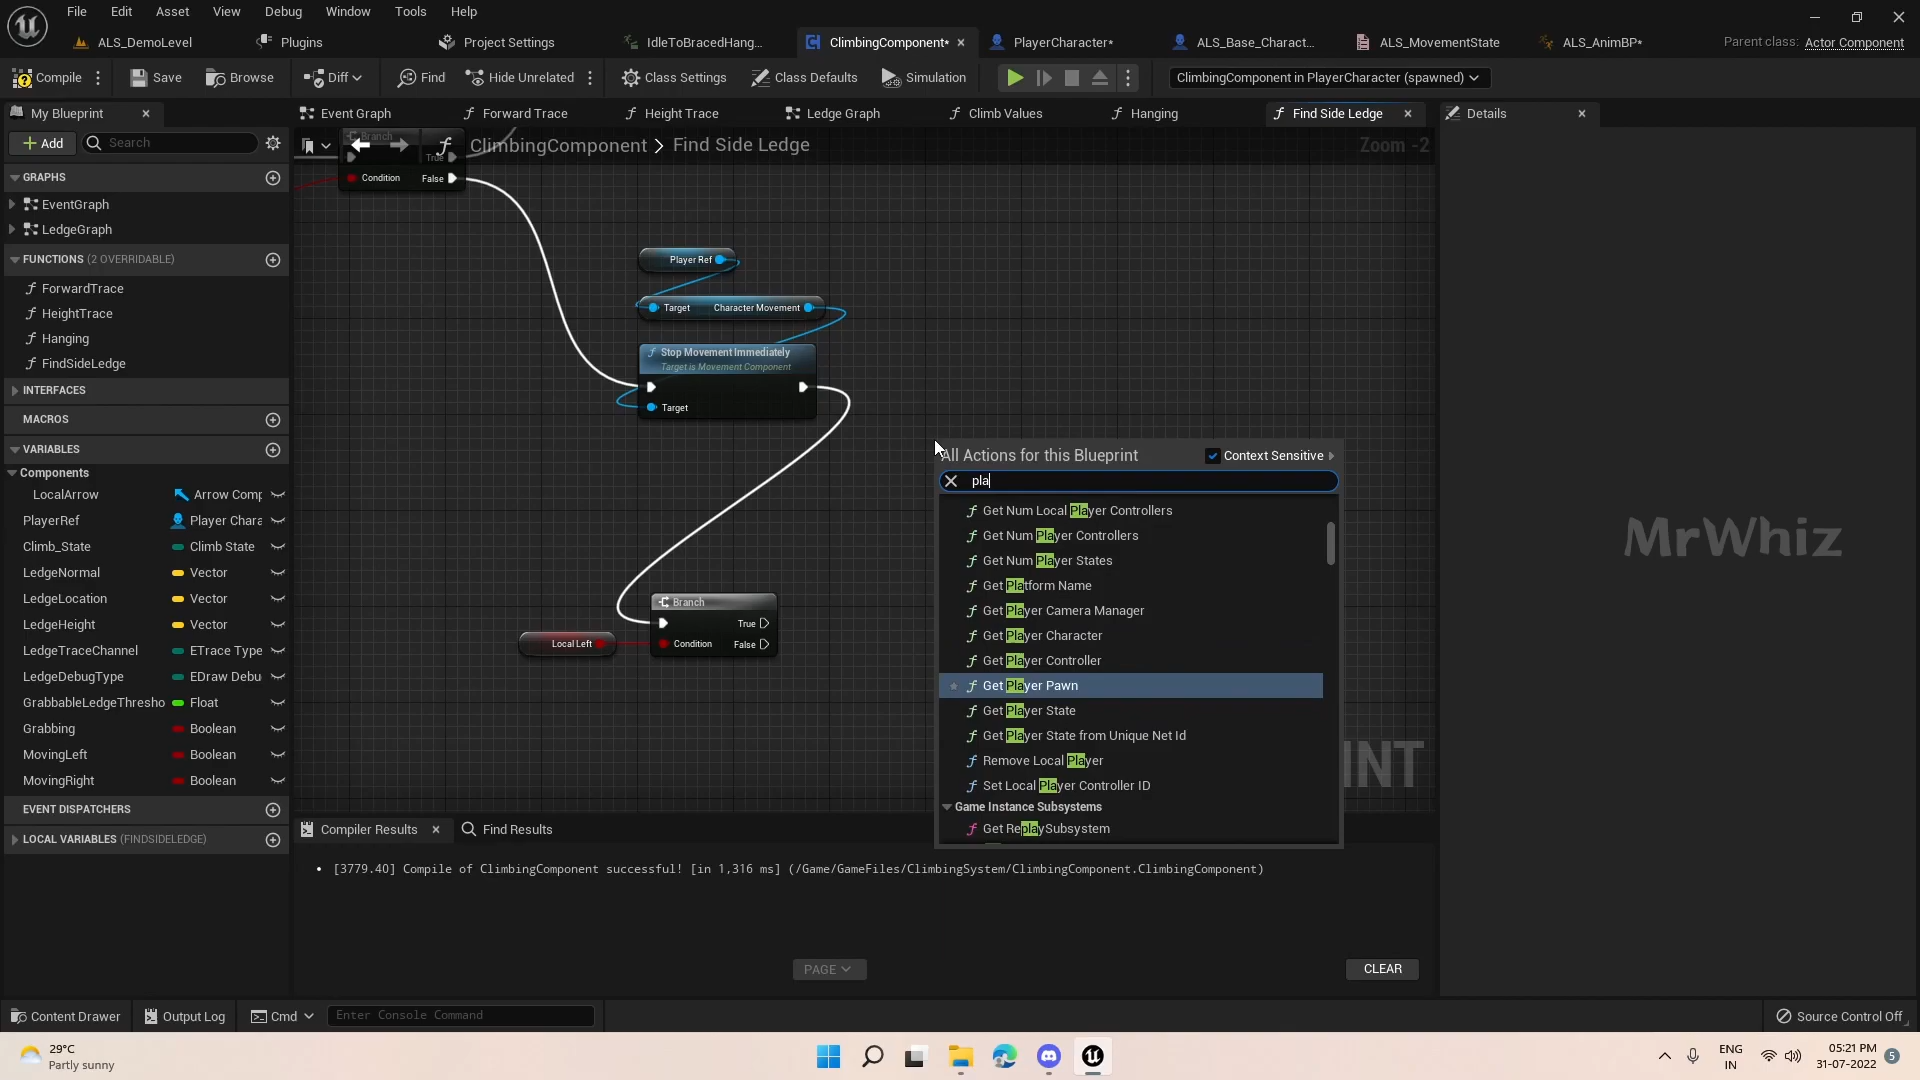 File Edit Asset View Debug Window Tools Help
ALS_DemoLevel Plugins Project Settings IdleToBracedHang... ClimbingComponent* PlayerCharacter* ALS_Base_Charact... ALS_MovementState ALS_AnimBP* Parent class: Actor Component
Compile Save Browse Diff Find Hide Unrelated Class Settings Class Defaults Simulation ClimbingComponent in PlayerCharacter (spawned)
My Blueprint Event Graph Forward Trace Height Trace Ledge Graph Climb Values Hanging Find Side Ledge Details
Add Search
ClimbingComponent > Find Side Ledge Zoom -2
Branch
True
Condition False
GRAPHS
EventGraph
LedgeGraph
FUNCTIONS (2 OVERRIDABLE)
ForwardTrace
HeightTrace
Hanging
FindSideLedge
INTERFACES
MACROS
VARIABLES
Components
LocalArrow Arrow Comp
PlayerRef Player Chara
Climb_State Climb State
LedgeNormal Vector
LedgeLocation Vector
LedgeHeight Vector
LedgeTraceChannel ETrace Type
LedgeDebugType EDraw Debu
GrabbableLedgeThresho Float
Grabbing Boolean
MovingLeft Boolean
MovingRight Boolean
EVENT DISPATCHERS
LOCAL VARIABLES (FINDSIDELEDGE)
Player Ref
Target Character Movement
Stop Movement Immediately
Target is Movement Component
Target
Branch
True
Local Left Condition False
All Actions for this Blueprint Context Sensitive
pla
Get Num Local Player Controllers
Get Num Player Controllers
Get Num Player States
Get Platform Name
Get Player Camera Manager
Get Player Character
Get Player Controller
Get Player Pawn
Get Player State
Get Player State from Unique Net Id
Remove Local Player
Set Local Player Controller ID
Game Instance Subsystems
Get ReplaySubsystem
INT
MrWhiz
Compiler Results Find Results
[3779.40] Compile of ClimbingComponent successful! [in 1,316 ms] (/Game/GameFiles/ClimbingSystem/ClimbingComponent.ClimbingComponent)
PAGE CLEAR
Content Drawer Output Log Cmd Enter Console Command Source Control Off
29°C
Partly sunny
ENG
IN
05:21 PM
31-07-2022
5